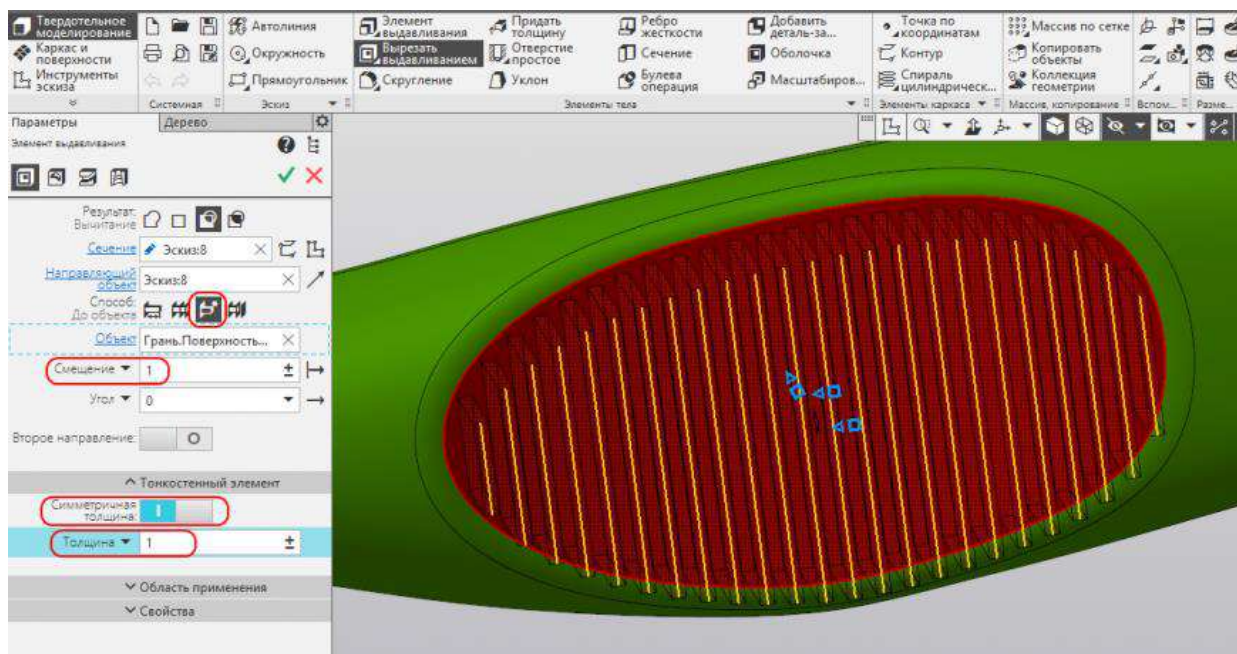 Твердотельное моделирование
Каркас и поверхности
Инструменты эскиза
Системная
Автолиния
Окружность
Прямоугольник
Эскиз
Элемент выдавливания
Вырезать выдавливанием
Скругление
Придать толщину
Отверстие простое
Уклон
Ребро жесткости
Сечение
Булева операция
Добавить деталь-за...
Оболочка
Масштабиров...
Элементы тела
Точка по координатам
Контур
Спираль цилиндрическ...
Элементы каркаса
Массив по сетке
Копировать объекты
Коллекция геометрии
Массив, копирование
Вспом...
Разме...
Параметры
Дерево
Элемент выдавливания
Результат:
Вычитание
Сечение
Эскиз:8
Направляющий объект
Эскиз:8
Способ:
До объекта
Объект
Грань.Поверхность...
Смещение
1
Угол
0
Второе направление:
Тонкостенный элемент
Симметричная толщина:
Толщина
1
Область применения
Свойства